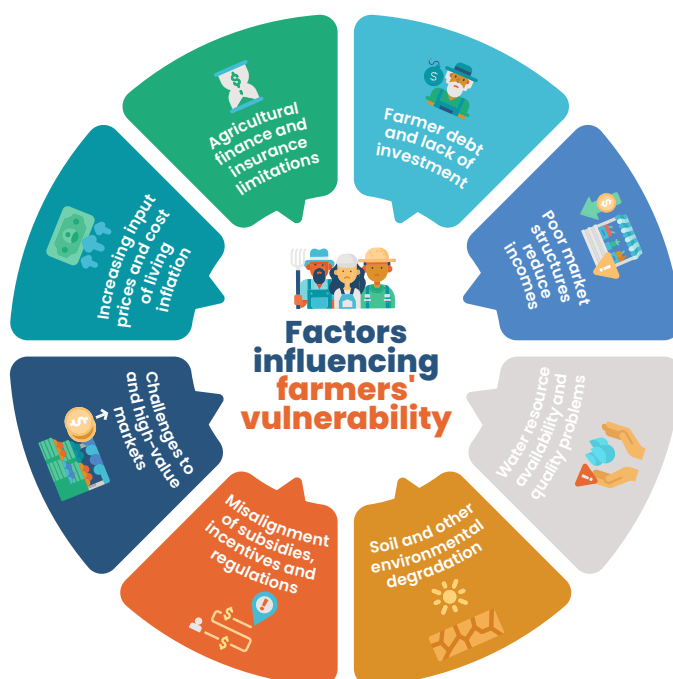 Agricultural
finance and
insurance
limitations
Farmer debt
and lack of
investment
Poor market
structures
reduce
incomes
Water resource
availability and
quality problems
Soil and other
environmental
degradation
Misalignment
of subsidies,
incentives and
regulations
Challenges to
and high-value
markets
Increasing input
prices and cost
of living
inflation
Factors
influencing
farmers'
vulnerability